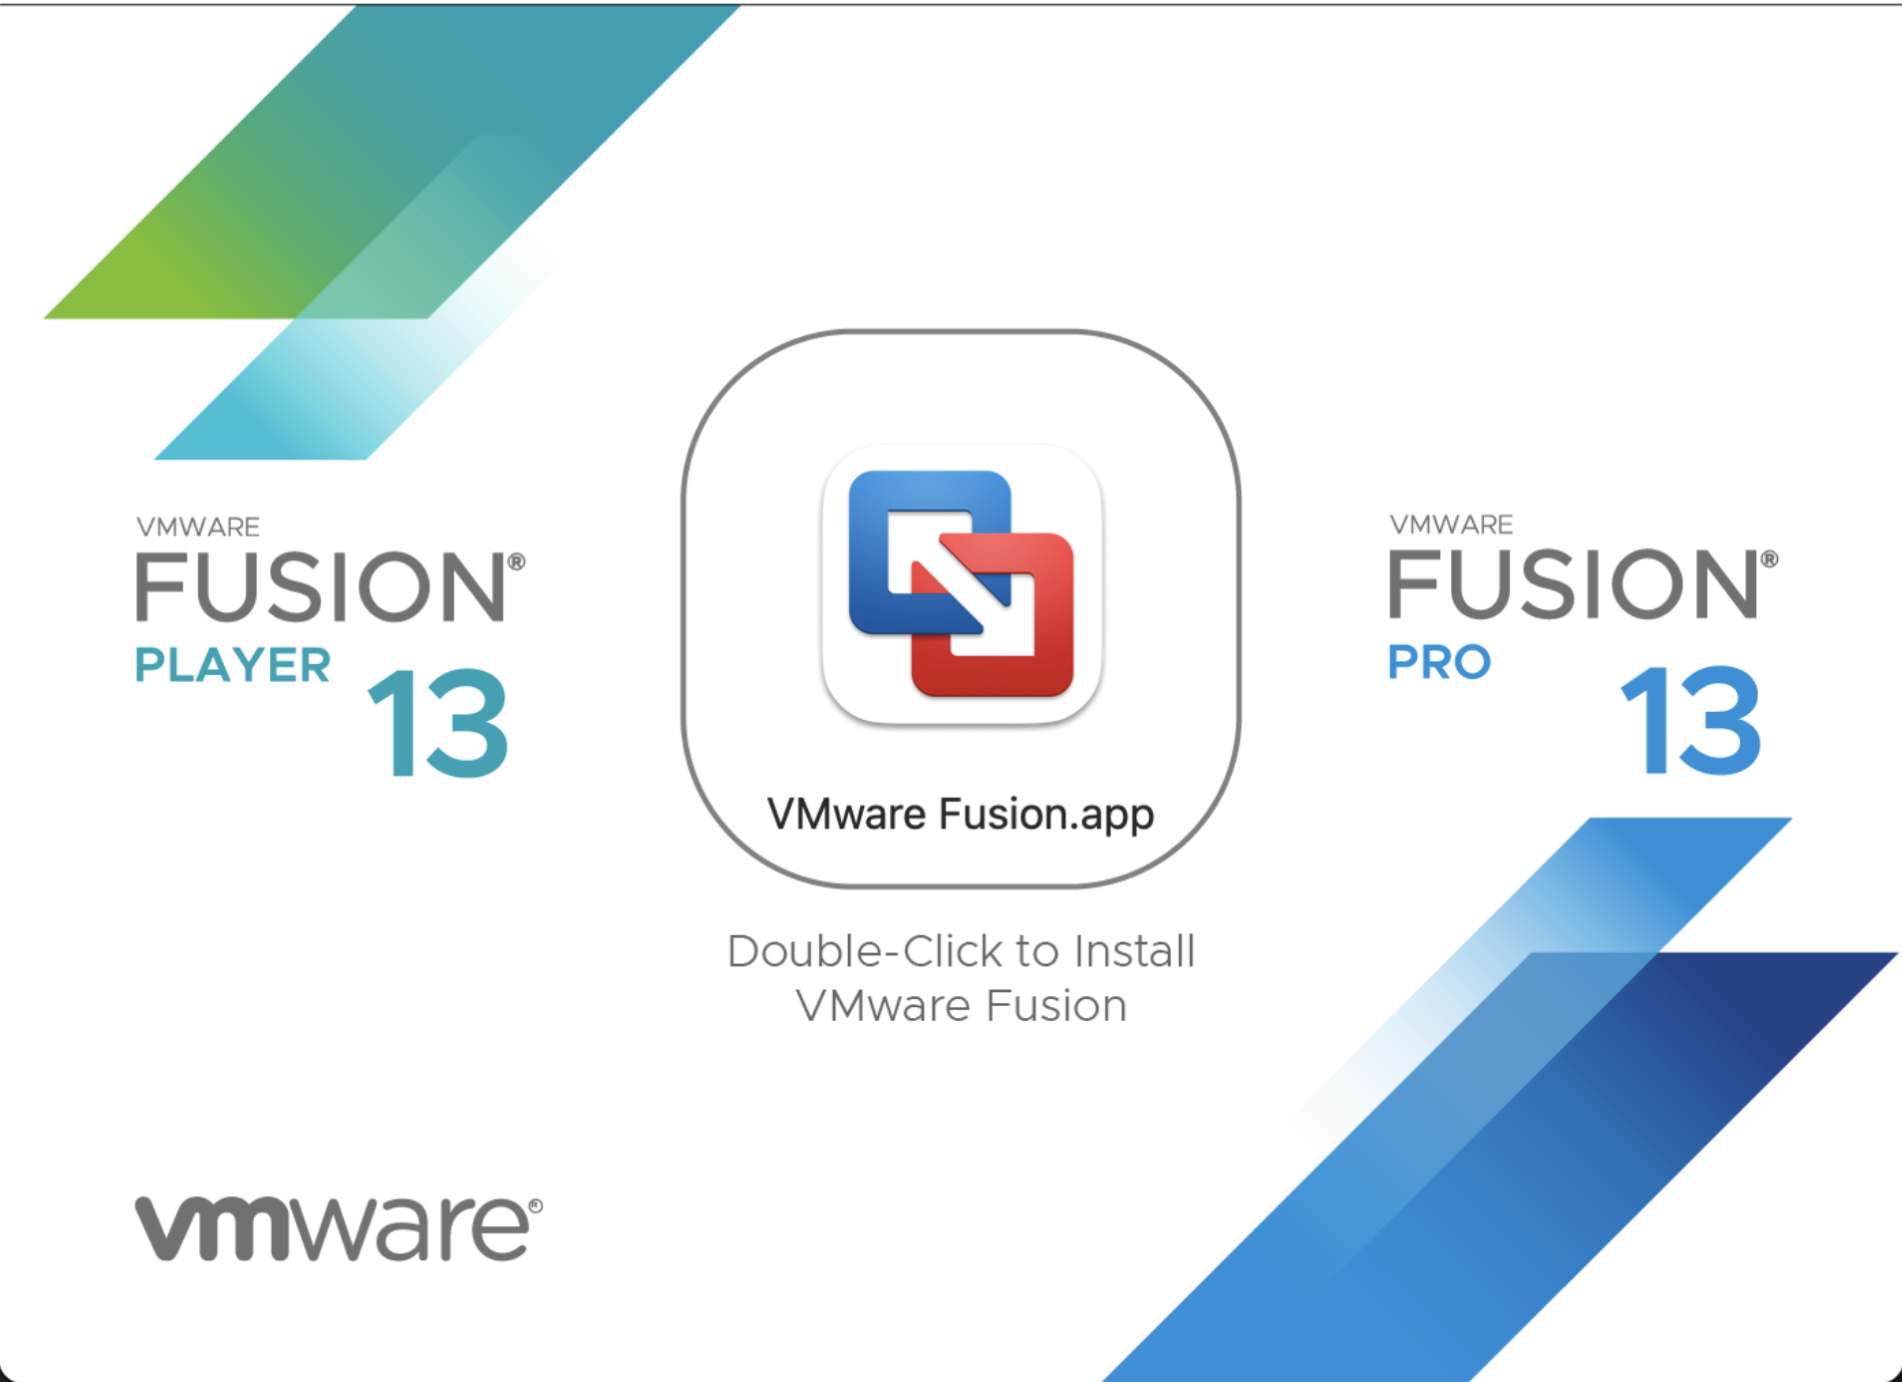 VMWARE
FUSION®
PLAYER
13
VMware Fusion.app
Double-Click to Install
VMware Fusion
VMWARE
FUSION®
PRO
13
vmware®